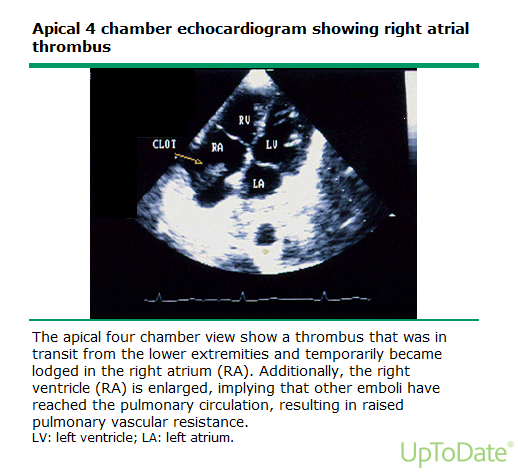 Apical 4 chamber echocardiogram showing right atrial
thrombus
RV
CLOT
RA
LV
LA
The apical four chamber view show a thrombus that was in
transit from the lower extremities and temporarily became
lodged in the right atrium (RA). Additionally, the right
ventricle (RA) is enlarged, implying that other emboli have
reached the pulmonary circulation, resulting in raised
pulmonary vascular resistance.
LV: left ventricle; LA: left atrium.
UpToDate®